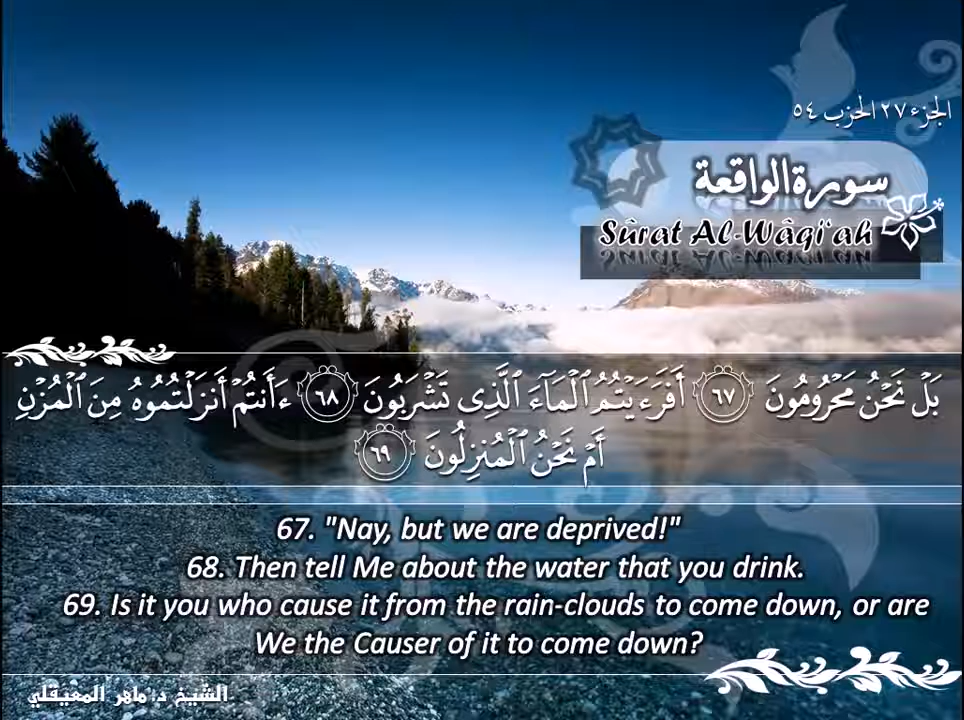 الجزء ٢٧ الحزب ٥٤
سورة الواقعة
Sûrat Al-Wâqi'ah
بَلْ نَحْنُ مَحْرُومُونَ ٦٧ أَفَرَءَيْتُمُ ٱلْمَآءَ ٱلَّذِى تَشْرَبُونَ ٦٨ ءَأَنتُمْ أَنزَلْتُمُوهُ مِنَ ٱلْمُزْنِ
أَمْ نَحْنُ ٱلْمُنزِلُونَ ٦٩
67. "Nay, but we are deprived!"
68. Then tell Me about the water that you drink.
69. Is it you who cause it from the rain-clouds to come down, or are
We the Causer of it to come down?
الشيخ د. ماهر المعيقلي